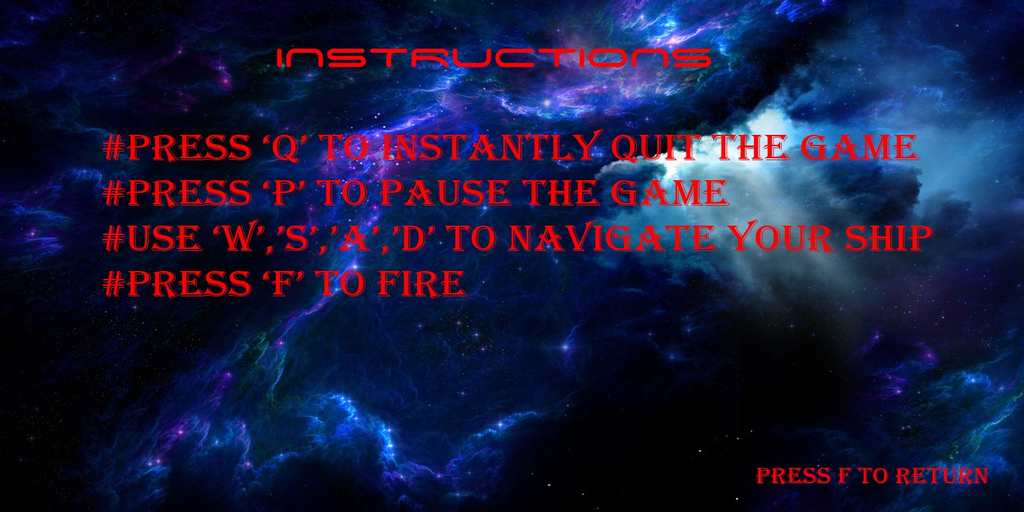 INSTRUCTIONS
#PRESS ‘Q’ TO INSTANTLY QUIT THE GAME
#PRESS ‘P’ TO PAUSE THE GAME
#USE ‘W’,’S’,’A’,’D’ TO NAVIGATE YOUR SHIP
#PRESS ‘F’ TO FIRE
PRESS F TO RETURN